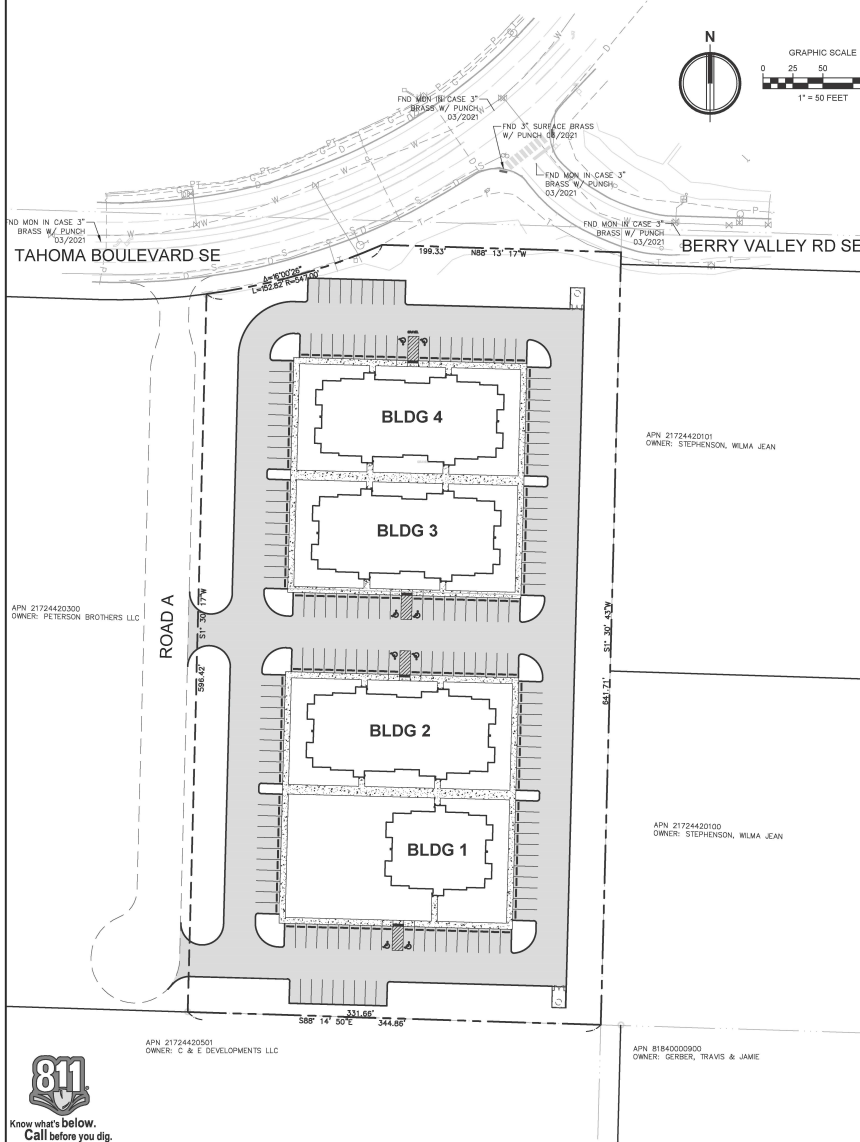 N
GRAPHIC SCALE
0 25 50
1" = 50 FEET
FND MON IN CASE 3"
BRASS W/ PUNCH
03/2021
FND 3" SURFACE BRASS
W/ PUNCH 03/2021
FND MON IN CASE 3"
BRASS W/ PUNCH
03/2021
FND MON IN CASE 3"
BRASS W/ PUNCH
03/2021
FND MON IN CASE 3"
BRASS W/ PUNCH
03/2021
TAHOMA BOULEVARD SE
BERRY VALLEY RD SE
199.33' N88° 13' 17"W
Δ=16°00'26"
L=152.82' R=547.00'
BLDG 4
APN 21724420101
OWNER: STEPHENSON, WILMA JEAN
BLDG 3
APN 21724420300
OWNER: PETERSON BROTHERS LLC
ROAD A
S1° 30' 17"W
596.42'
S1° 30' 43"W
641.71'
BLDG 2
BLDG 1
APN 21724420100
OWNER: STEPHENSON, WILMA JEAN
331.66'
S88° 14' 50"E 344.86'
APN 21724420501
OWNER: C & E DEVELOPMENTS LLC
APN 81840000900
OWNER: GERBER, TRAVIS & JAMIE
811
Know what's below.
Call before you dig.